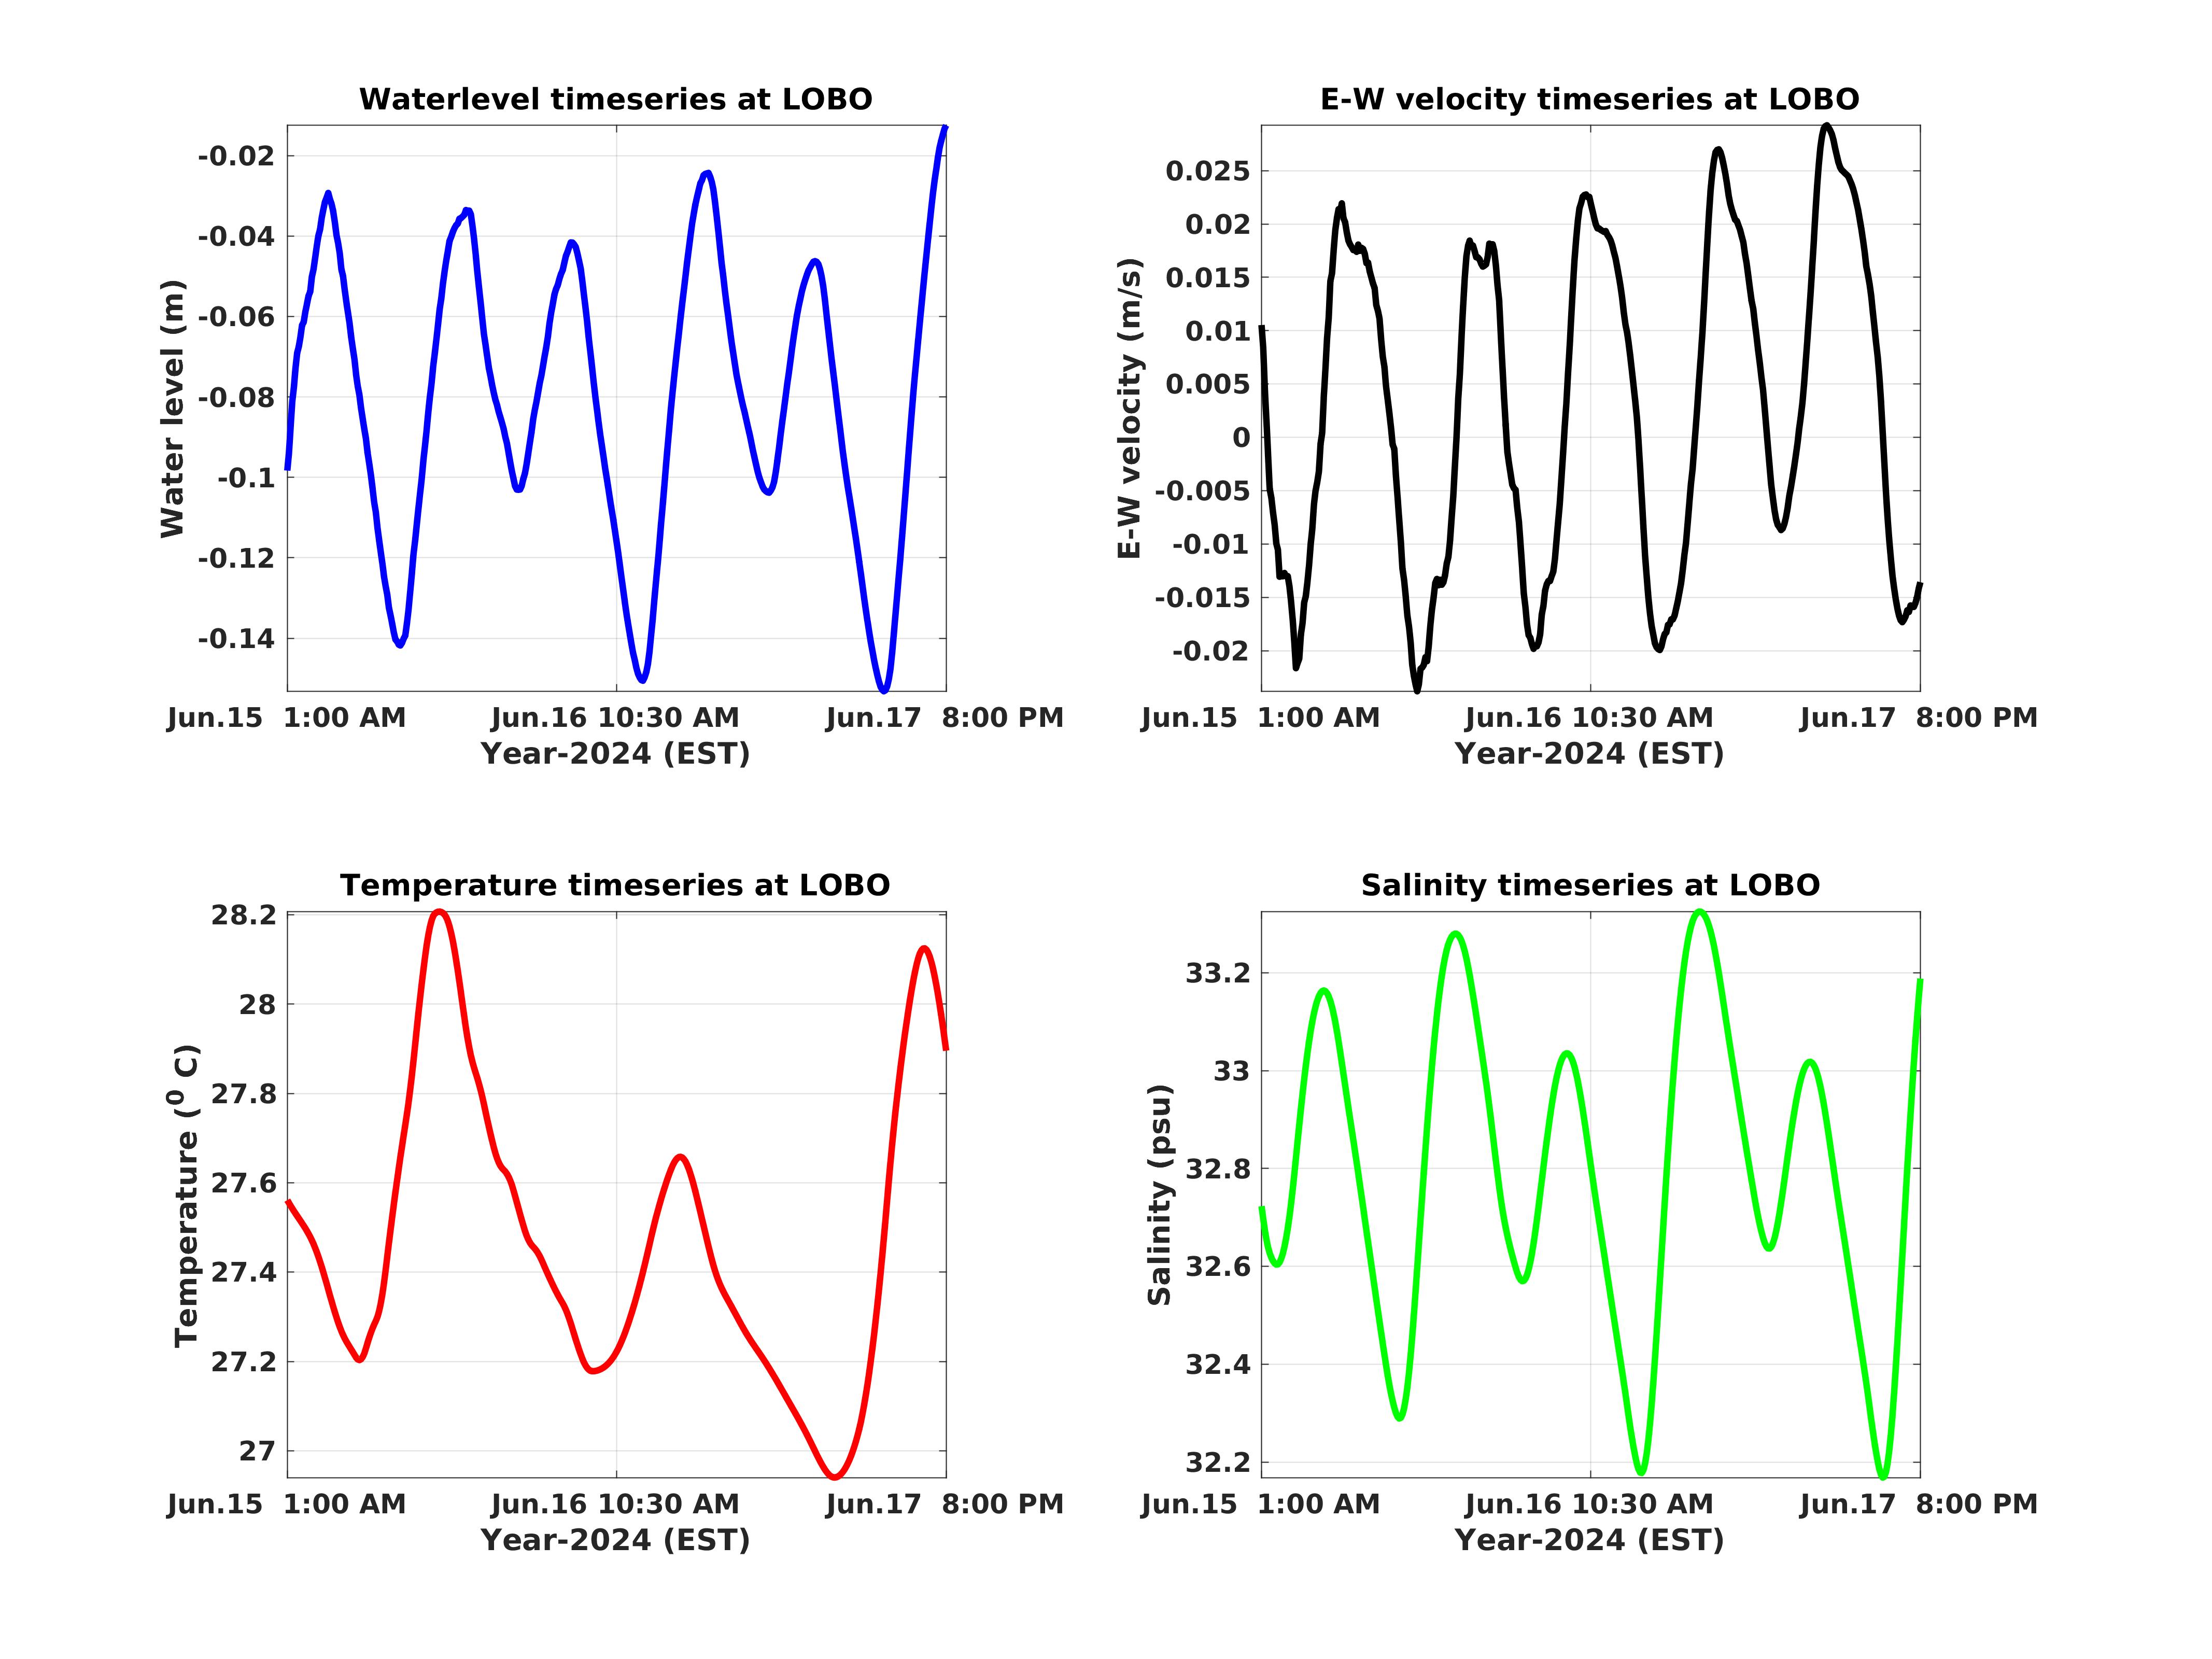 Waterlevel timeseries at LOBO
Water level (m)
-0.02
-0.04
-0.06
-0.08
-0.1
-0.12
-0.14
Jun.15 1:00 AM Jun.16 10:30 AM Jun.17 8:00 PM
Year-2024 (EST)
E-W velocity timeseries at LOBO
E-W velocity (m/s)
0.025
0.02
0.015
0.01
0.005
0
-0.005
-0.01
-0.015
-0.02
Jun.15 1:00 AM Jun.16 10:30 AM Jun.17 8:00 PM
Year-2024 (EST)
Temperature timeseries at LOBO
Temperature (⁰ C)
28.2
28
27.8
27.6
27.4
27.2
27
Jun.15 1:00 AM Jun.16 10:30 AM Jun.17 8:00 PM
Year-2024 (EST)
Salinity timeseries at LOBO
Salinity (psu)
33.2
33
32.8
32.6
32.4
32.2
Jun.15 1:00 AM Jun.16 10:30 AM Jun.17 8:00 PM
Year-2024 (EST)